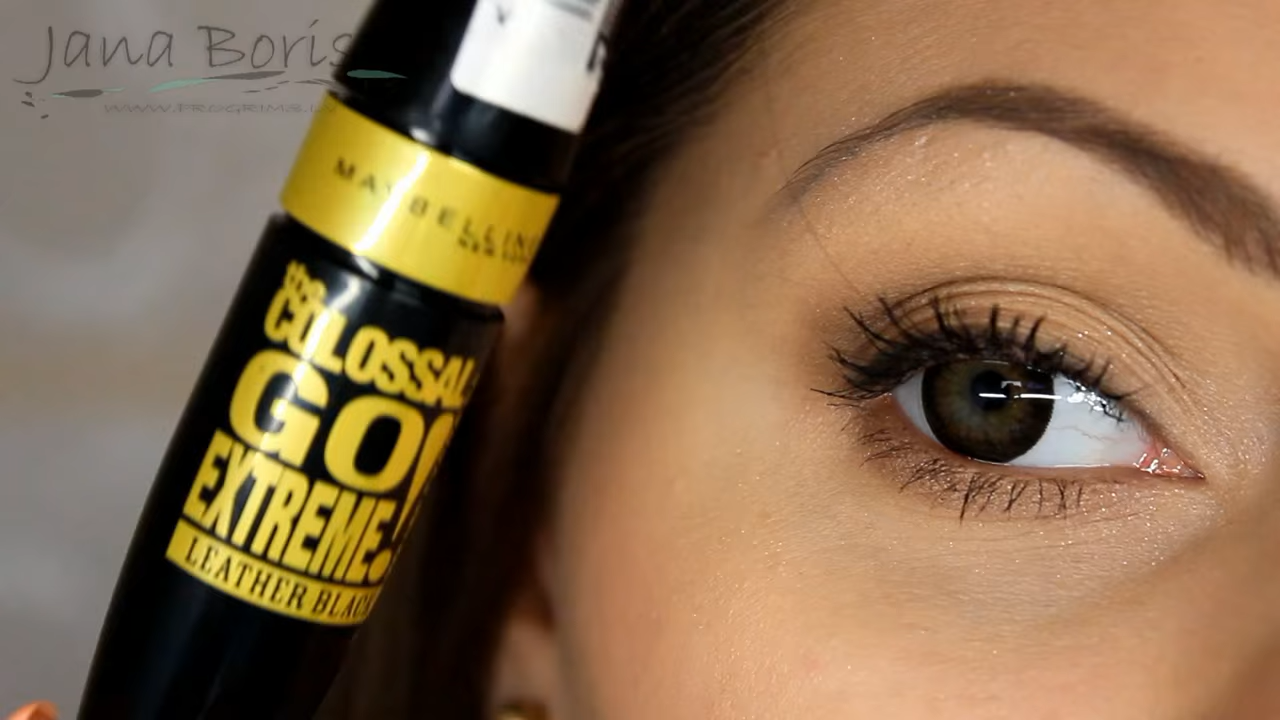 Jana Boris
MAYBELLINE
the
COLOSSAL
GO
EXTREME!
LEATHER BLACK